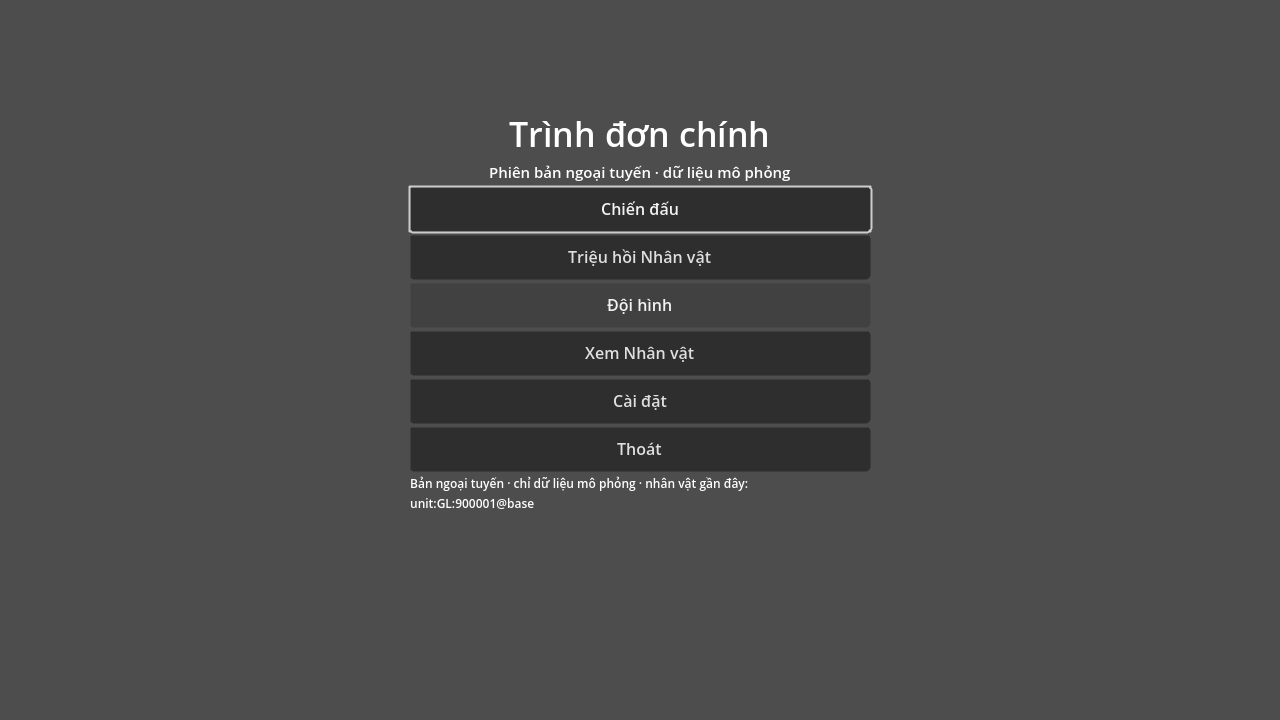 Trình đơn chính
Phiên bản ngoại tuyến · dữ liệu mô phỏng
Chiến đấu
Triệu hồi Nhân vật
Đội hình
Xem Nhân vật
Cài đặt
Thoát
Bản ngoại tuyến · chỉ dữ liệu mô phỏng · nhân vật gần đây:
unit:GL:900001@base